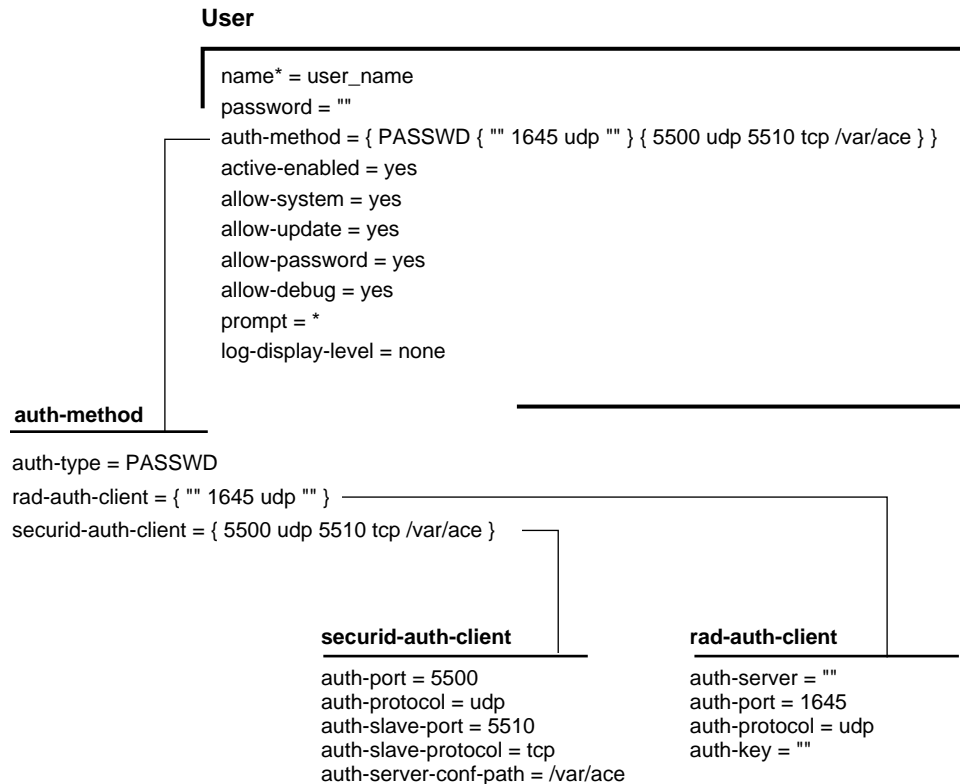 User
name* = user_name
password = ""
auth-method = { PASSWD { "" 1645 udp "" } { 5500 udp 5510 tcp /var/ace } }
active-enabled = yes
allow-system = yes
allow-update = yes
allow-password = yes
allow-debug = yes
prompt = *
log-display-level = none
auth-method
auth-type = PASSWD
rad-auth-client = { "" 1645 udp "" }
securid-auth-client = { 5500 udp 5510 tcp /var/ace }
securid-auth-client
auth-port = 5500
auth-protocol = udp
auth-slave-port = 5510
auth-slave-protocol = tcp
auth-server-conf-path = /var/ace
rad-auth-client
auth-server = ""
auth-port = 1645
auth-protocol = udp
auth-key = ""